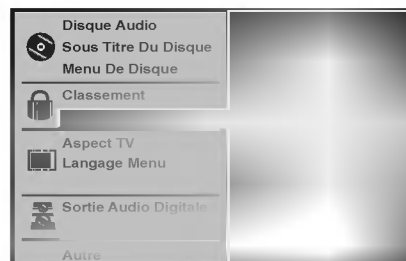 Disque Audio
Sous Titre Du Disque
Menu De Disque
Classement
Aspect TV
Langage Menu
Sortie Audio Digitale
Autre